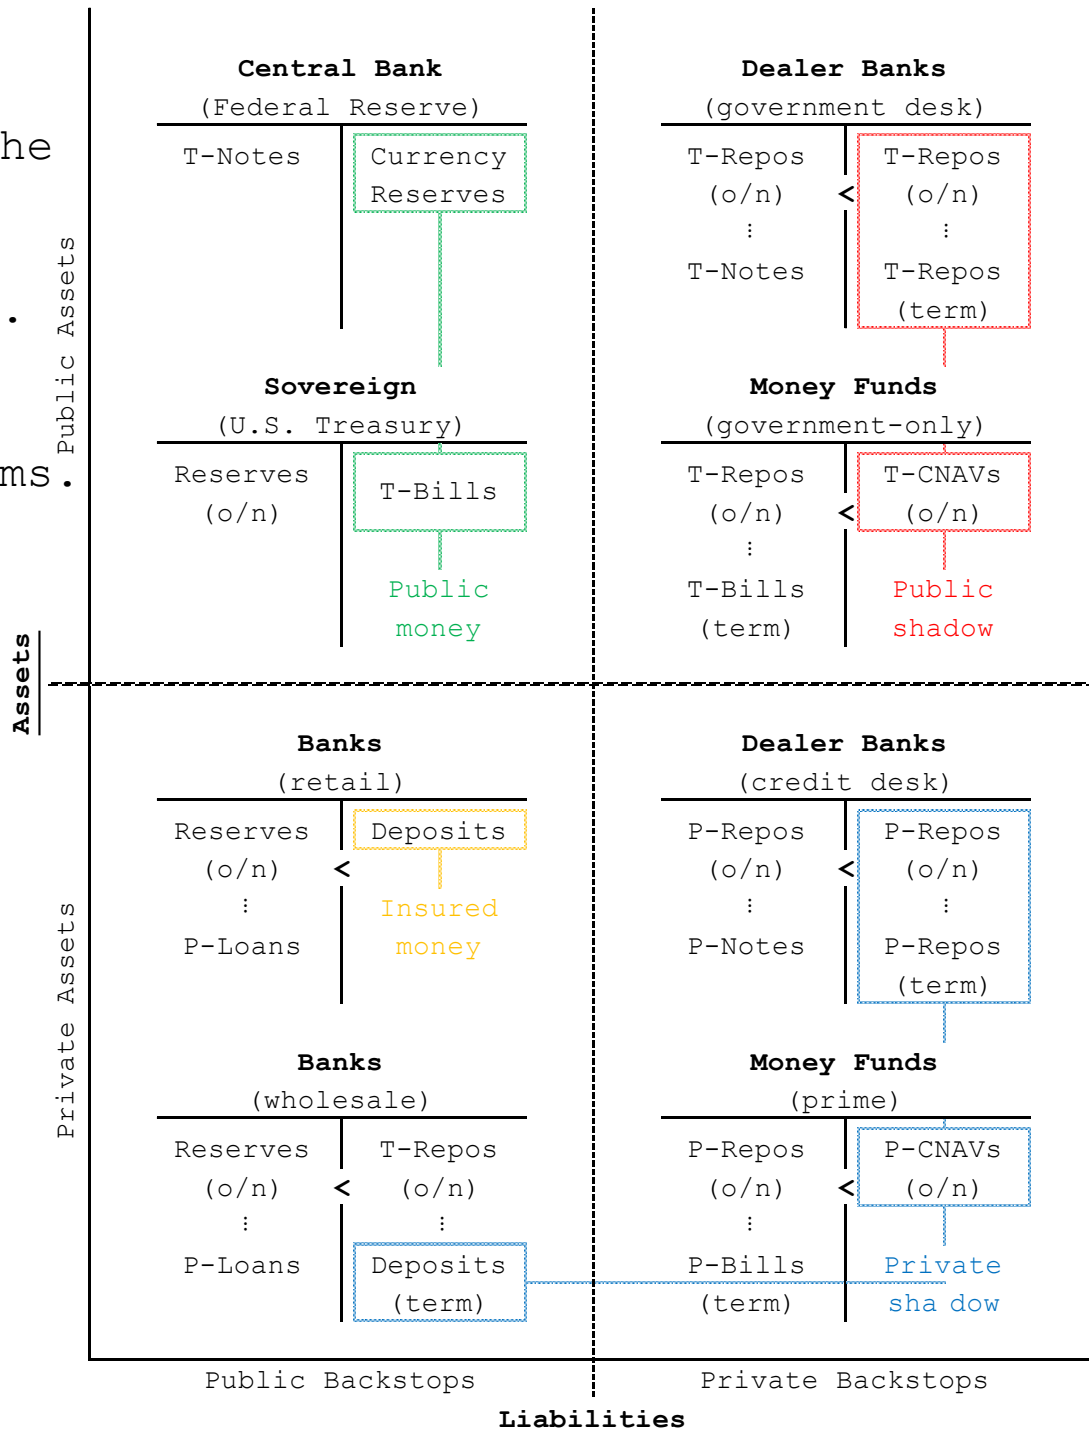 he
.
ms.
Public Assets
Assets
Private Assets
Central Bank
(Federal Reserve)
T-Notes
Currency
Reserves
Sovereign
(U.S. Treasury)
Reserves
(o/n)
T-Bills
Public
money
Dealer Banks
(government desk)
T-Repos
(o/n)
⋮
T-Notes
<
T-Repos
(o/n)
⋮
T-Repos
(term)
Money Funds
(government-only)
T-Repos
(o/n)
⋮
T-Bills
(term)
<
T-CNAVs
(o/n)
Public
shadow
Banks
(retail)
Reserves
(o/n)
⋮
P-Loans
<
Deposits
Insured
money
Banks
(wholesale)
Reserves
(o/n)
⋮
P-Loans
<
T-Repos
(o/n)
⋮
Deposits
(term)
Dealer Banks
(credit desk)
P-Repos
(o/n)
⋮
P-Notes
<
P-Repos
(o/n)
⋮
P-Repos
(term)
Money Funds
(prime)
P-Repos
(o/n)
⋮
P-Bills
(term)
<
P-CNAVs
(o/n)
Private
sha dow
Public Backstops
Private Backstops
Liabilities